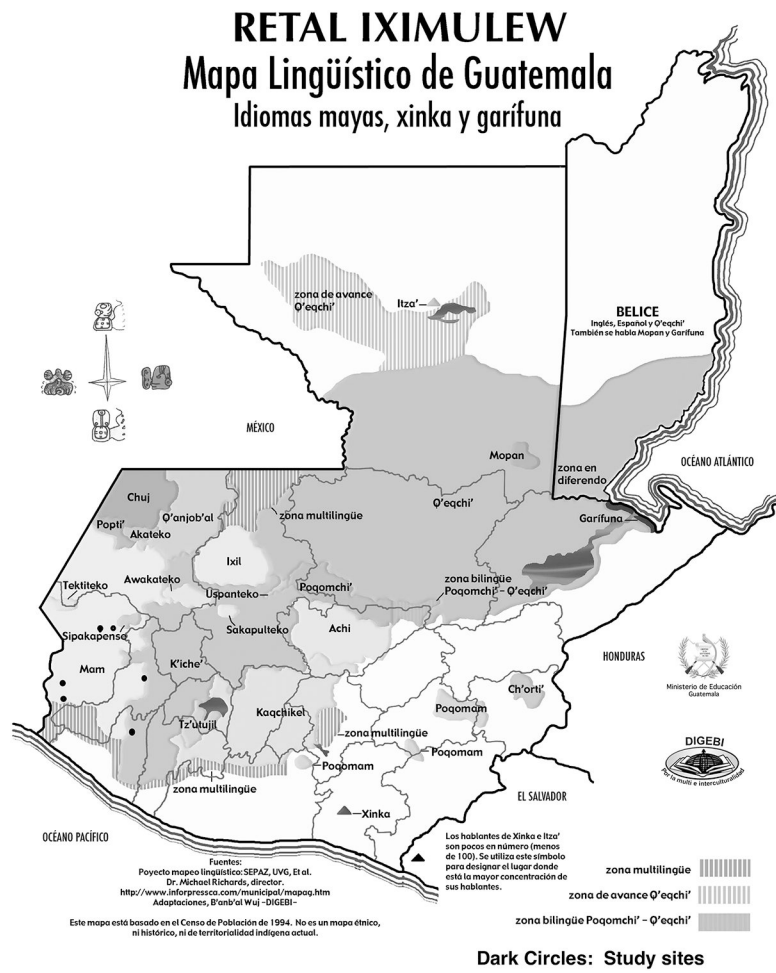 RETAL IXIMULEW
Mapa Lingüístico de Guatemala
Idiomas mayas, xinka y garífuna
zona de avance
Q'eqchi'
Itza'
BELICE
Inglés, Español y Q'eqchi'
También se habla Mopan y Garífuna
MÉXICO
Mopan
zona en
diferendo
OCÉANO ATLÁNTICO
Chuj
Popti'
Q'anjob'al
Akateko
zona multilingüe
Q'eqchi'
Garífuna
Ixil
Tektiteko
Awakateko
Uspanteko
Poqomchi'
zona bilingüe
Poqomchi' - Q'eqchi'
Sipakapense
Sakapulteko
Achi
Mam
K'iche'
HONDURAS
Ministerio de Educación
Guatemala
Ch'orti'
Poqomam
Tz'utujil
Kaqchikel
zona multilingüe
Poqomam
Poqomam
zona multilingüe
DIGEBI
Por la multi e interculturalidad
EL SALVADOR
Xinka
OCÉANO PACÍFICO
Los hablantes de Xinka e Itza'
son pocos en número (menos
de 100). Se utiliza este símbolo
para designar el lugar donde
está la mayor concentración de
sus hablantes.
Fuentes:
Poyecto mapeo lingüístico: SEPAZ, UVG, Et al.
Dr. Michael Richards, director.
http://www.inforpressca.com/municipal/mapag.htm
Adaptaciones, B'anb'al Wuj -DIGEBI-
Este mapa está basado en el Censo de Población de 1994. No es un mapa étnico,
ni histórico, ni de territorialidad indígena actual.
zona multilingüe
zona de avance Q'eqchi'
zona bilingüe Poqomchi' - Q'eqchi'
Dark Circles: Study sites